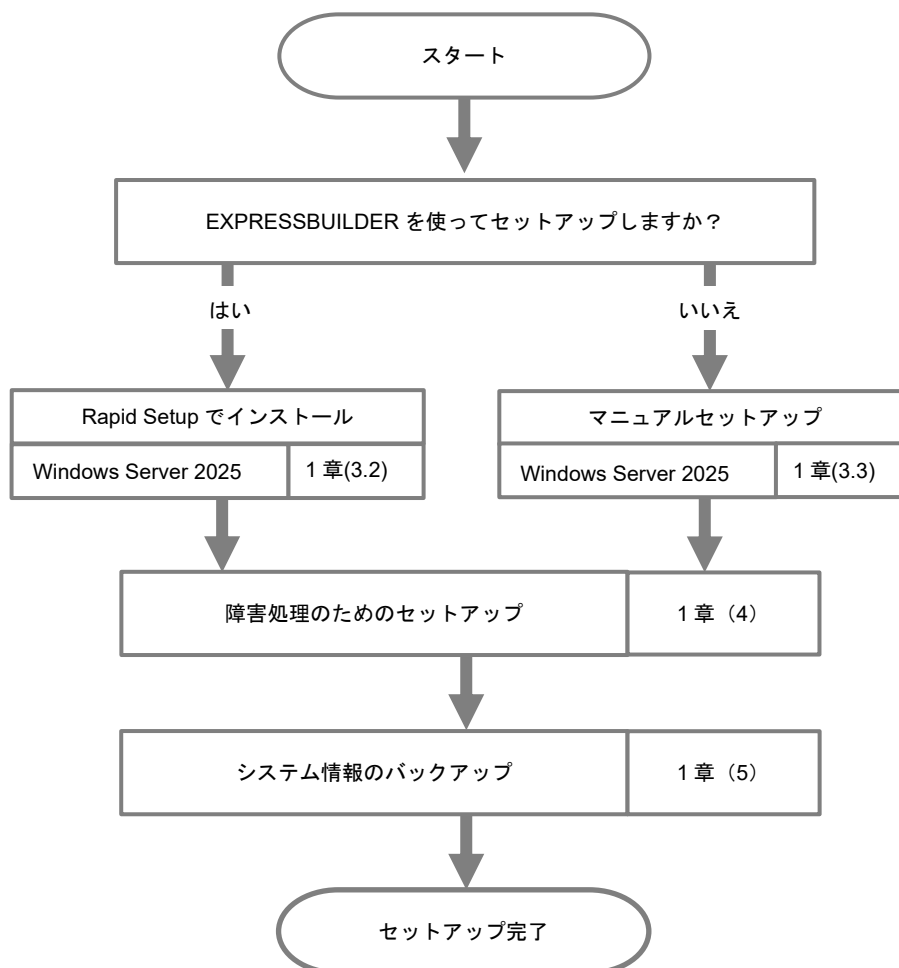 スタート
EXPRESSBUILDER を使ってセットアップしますか？
はい
いいえ
Rapid Setup でインストール
Windows Server 2025
1 章(3.2)
マニュアルセットアップ
Windows Server 2025
1 章(3.3)
障害処理のためのセットアップ
1 章（4）
システム情報のバックアップ
1 章（5）
セットアップ完了